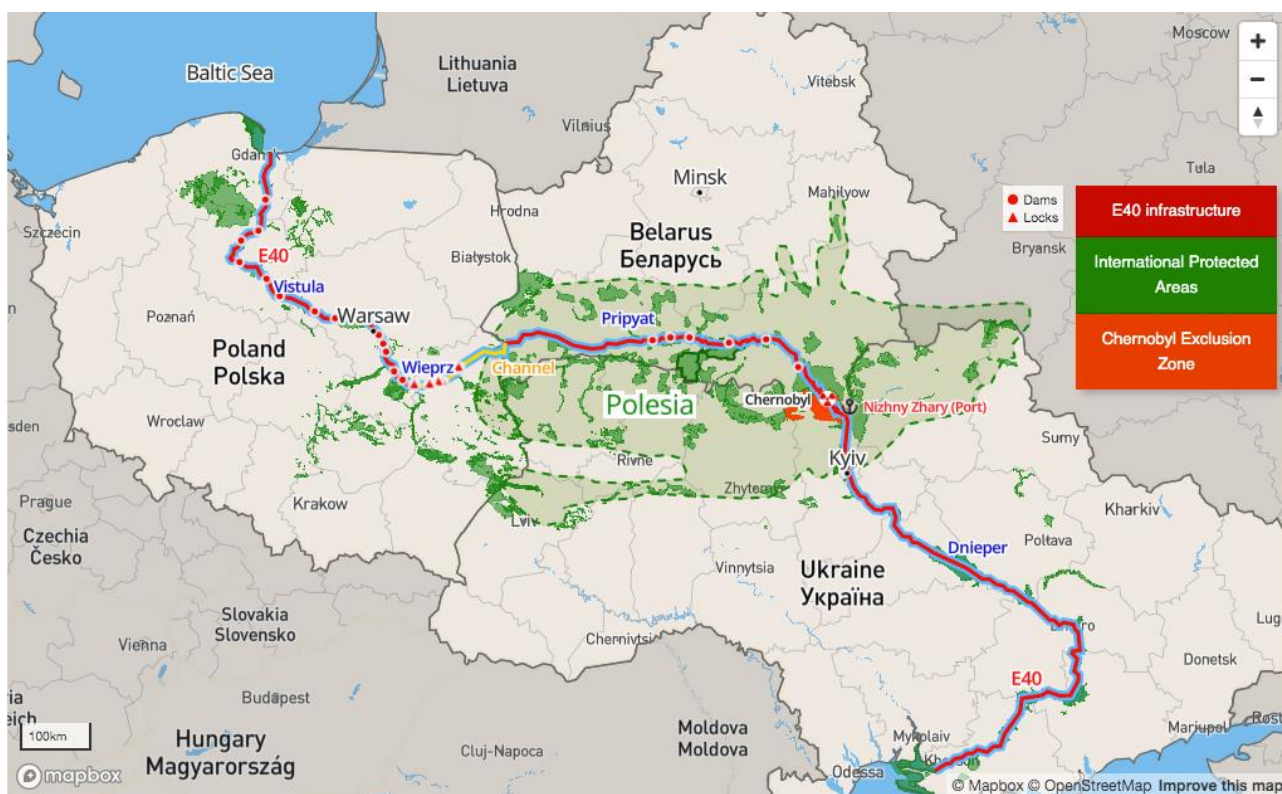 Baltic Sea
Lithuania
Lietuva
Moscow
Vitebsk
Vilnius
Gdańsk
Tula
Minsk
Mahilyow
Hrodna
Dams
Locks
E40 infrastructure
Szczecin
Belarus
Беларусь
Bryansk
Białystok
E40
International Protected
Areas
Vistula
Poznań
Warsaw
Pripyat
Chernobyl Exclusion
Zone
Poland
Polska
Wieprz
Channel
Polesia
Chernobyl
Nizhny Zhary (Port)
Wroclaw
Sumy
Rivne
Kyiv
Zhytomy
Prague
Krakow
Kharkiv
Lviv
Czechia
Česko
Poltava
Dnieper
Vinnytsia
Ukraine
Україна
Slovakia
Slovensko
Chernivtsi
Vienna
Lug
Donetsk
E40
Budapest
eich
100km
Moldova
Moldova
Mykolaiv
Mariupol
Ros
Hungary
Magyarország
Cluj-Napoca
Odessa
mapbox
© Mapbox © OpenStreetMap Improve this map